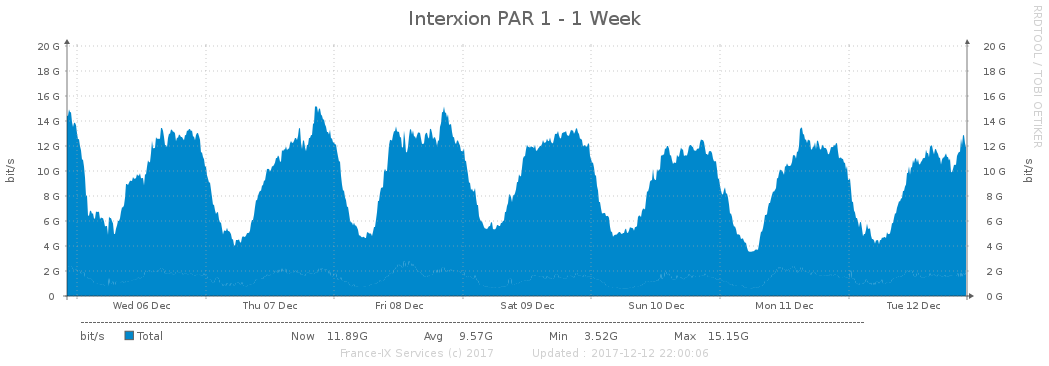 Interxion PAR 1 - 1 Week
RRDTOOL / TOBI OETIKER
20 G 20 G
18 G 18 G
16 G 16 G
14 G 14 G
12 G 12 G
10 G 10 G
8 G 8 G
6 G 6 G
4 G 4 G
2 G 2 G
0 0 G
bit/s bit/s
Wed 06 Dec Thu 07 Dec Fri 08 Dec Sat 09 Dec Sun 10 Dec Mon 11 Dec Tue 12 Dec
bit/s Total Now 11.89G Avg 9.57G Min 3.52G Max 15.15G
France-IX Services (c) 2017 Updated : 2017-12-12 22:00:06